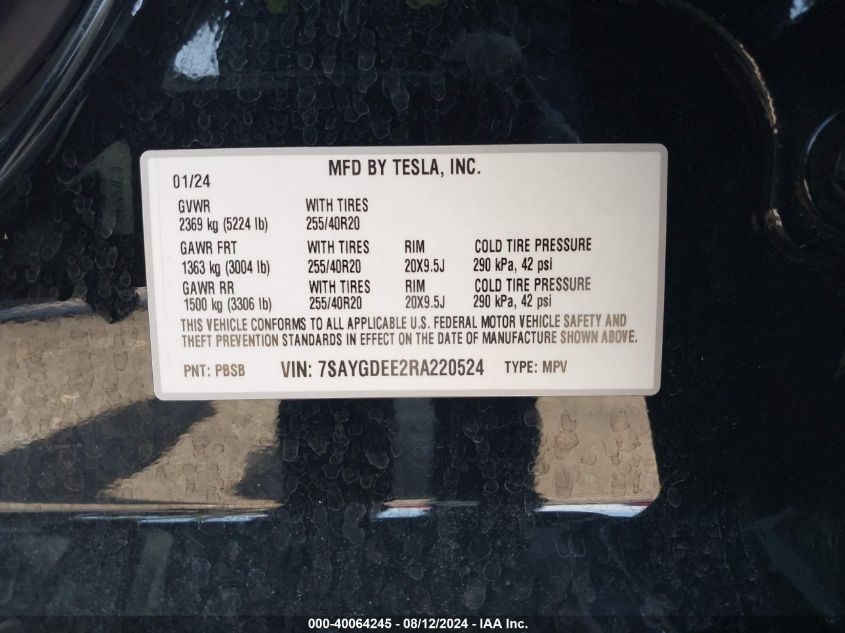 MFD BY TESLA, INC.
01/24
GVWR WITH TIRES
2369 kg (5224 lb) 255/40R20
GAWR FRT WITH TIRES RIM COLD TIRE PRESSURE
1363 kg (3004 lb) 255/40R20 20X9.5J 290 kPa, 42 psi
GAWR RR WITH TIRES RIM COLD TIRE PRESSURE
1500 kg (3306 lb) 255/40R20 20X9.5J 290 kPa, 42 psi
THIS VEHICLE CONFORMS TO ALL APPLICABLE U.S. FEDERAL MOTOR VEHICLE SAFETY AND
THEFT PREVENTION STANDARDS IN EFFECT ON THE DATE OF MANUFACTURE SHOWN ABOVE.
PNT: PBSB VIN: 7SAYGDEE2RA220524 TYPE: MPV
000-40064245 - 08/12/2024 - IAA Inc.